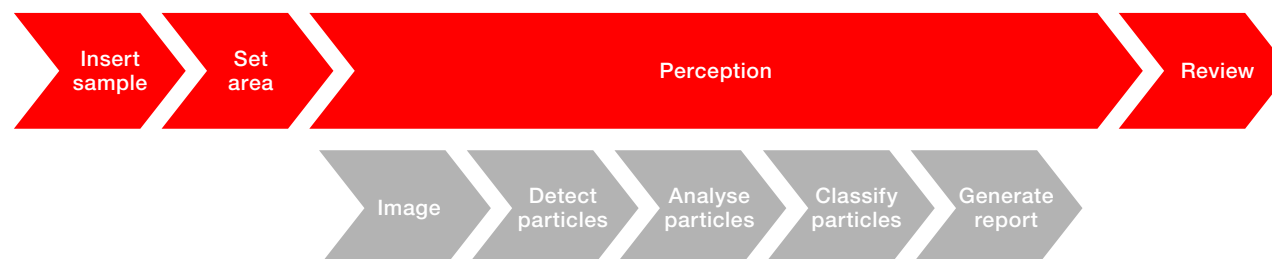 Insert
sample
Set
area
Perception
Review
Image
Detect
particles
Analyse
particles
Classify
particles
Generate
report